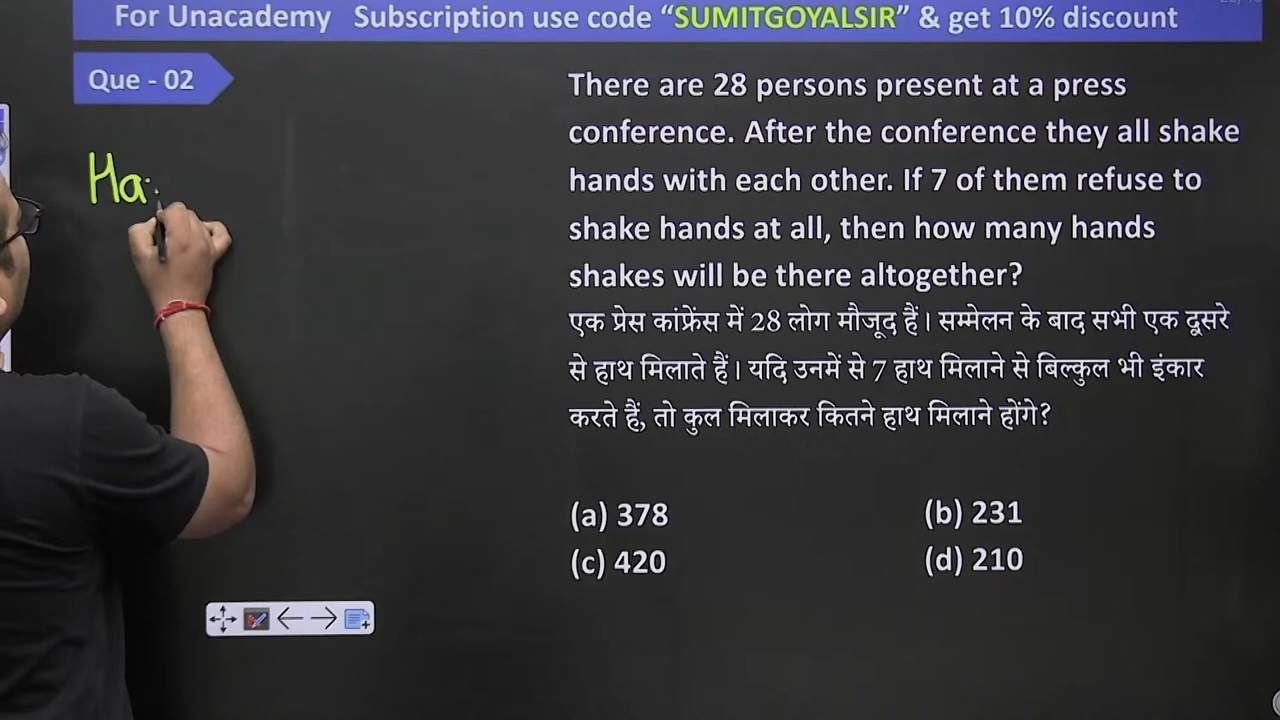 For Unacademy Subscription use code “SUMITGOYALSIR” & get 10% discount
Que - 02
Ha
There are 28 persons present at a press
conference. After the conference they all shake
hands with each other. If 7 of them refuse to
shake hands at all, then how many hands
shakes will be there altogether?
एक प्रेस कांफ्रेंस में 28 लोग मौजूद हैं। सम्मेलन के बाद सभी एक दूसरे
से हाथ मिलाते हैं। यदि उनमें से 7 हाथ मिलाने से बिल्कुल भी इंकार
करते हैं, तो कुल मिलाकर कितने हाथ मिलाने होंगे?
(a) 378 (b) 231
(c) 420 (d) 210